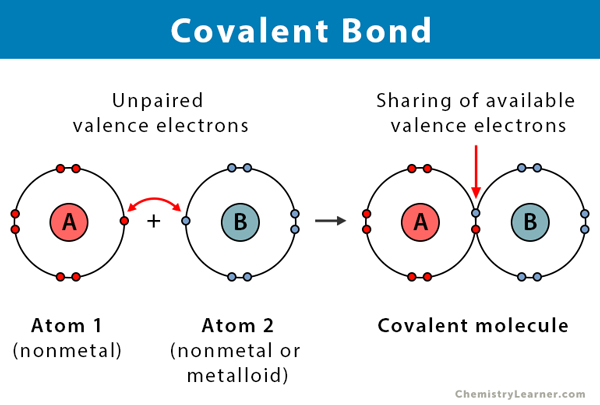 Covalent Bond
Unpaired
valence electrons
Sharing of available
valence electrons
A
+
B
A
B
Atom 1
(nonmetal)
Atom 2
(nonmetal or
metalloid)
Covalent molecule
ChemistryLearner.com